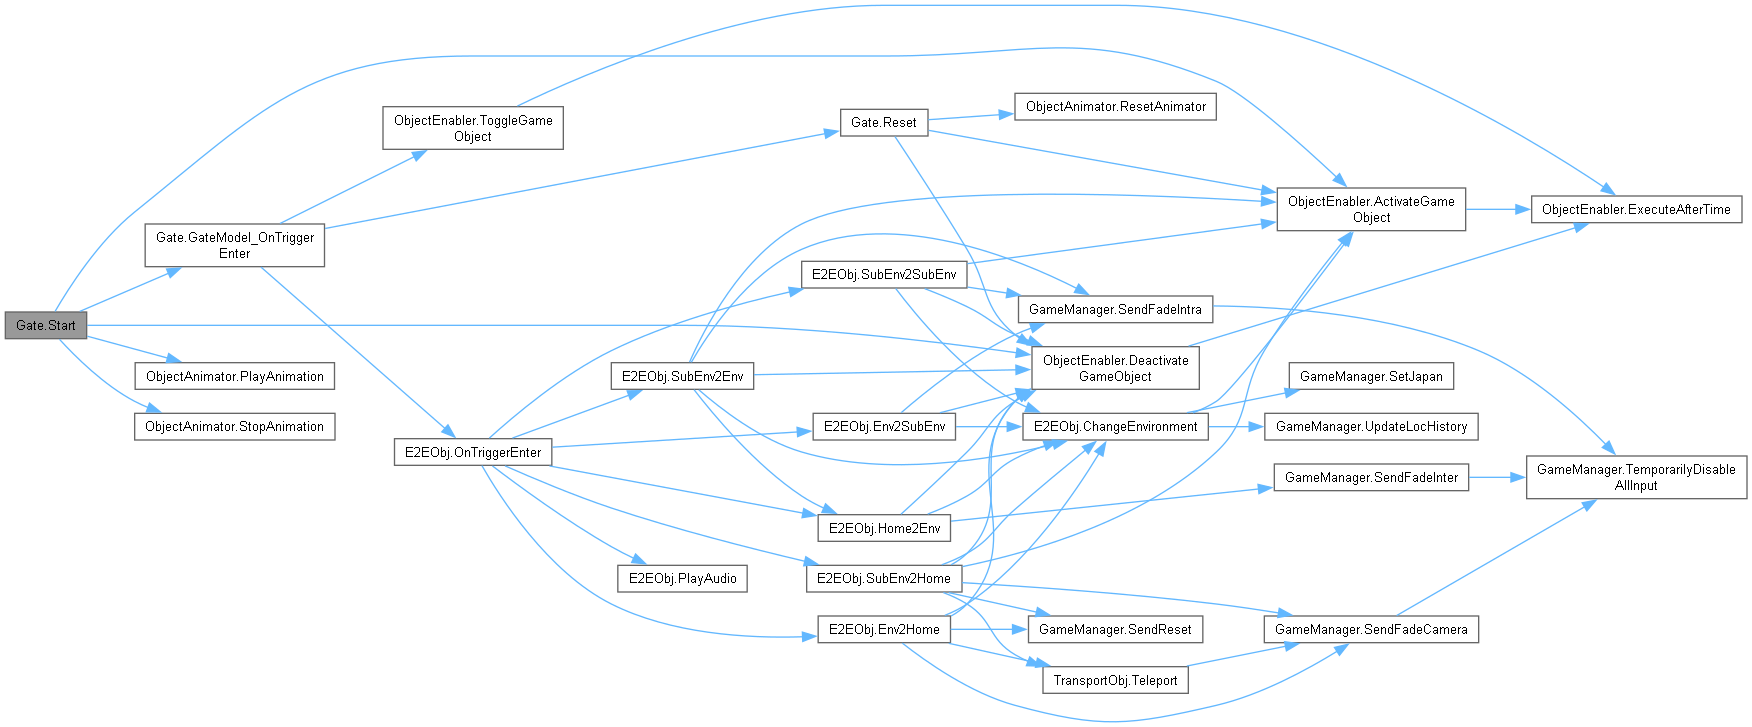 Gate.Start
Gate.GateModel_OnTrigger
Enter
ObjectAnimator.PlayAnimation
ObjectAnimator.StopAnimation
ObjectEnabler.ToggleGame
Object
E2EObj.OnTriggerEnter
E2EObj.SubEnv2Env
E2EObj.PlayAudio
Gate.Reset
E2EObj.SubEnv2SubEnv
E2EObj.Env2SubEnv
E2EObj.Home2Env
E2EObj.SubEnv2Home
E2EObj.Env2Home
ObjectAnimator.ResetAnimator
GameManager.SendFadeIntra
ObjectEnabler.Deactivate
GameObject
E2EObj.ChangeEnvironment
GameManager.SendReset
TransportObj.Teleport
ObjectEnabler.ActivateGame
Object
GameManager.SetJapan
GameManager.UpdateLocHistory
GameManager.SendFadeInter
GameManager.SendFadeCamera
ObjectEnabler.ExecuteAfterTime
GameManager.TemporarilyDisable
AllInput